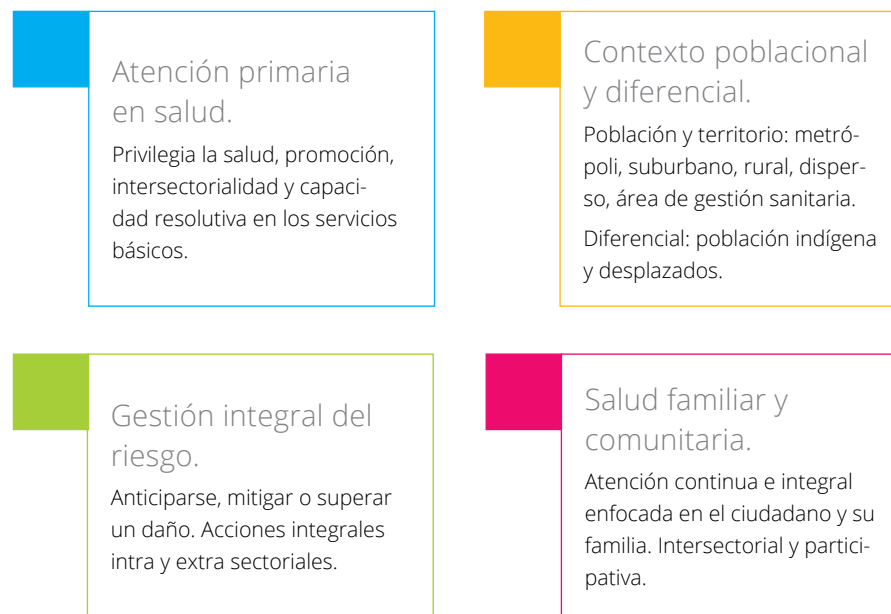 Atención primaria
en salud.
Privilegia la salud, promoción,
intersectorialidad y capaci-
dad resolutiva en los servicios
básicos.
Contexto poblacional
y diferencial.
Población y territorio: metró-
poli, suburbano, rural, disper-
so, área de gestión sanitaria.
Diferencial: población indígena
y desplazados.
Gestión integral del
riesgo.
Anticiparse, mitigar o superar
un daño. Acciones integrales
intra y extra sectoriales.
Salud familiar y
comunitaria.
Atención continua e integral
enfocada en el ciudadano y su
familia. Intersectorial y partici-
pativa.